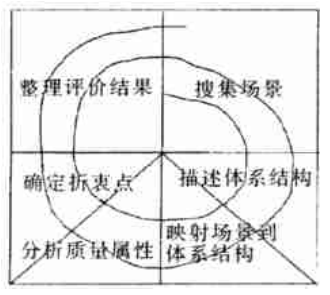 整理评价结果
搜集场景
确定折衷点
描述体系结构
分析质量属性
映射场景到
体系结构